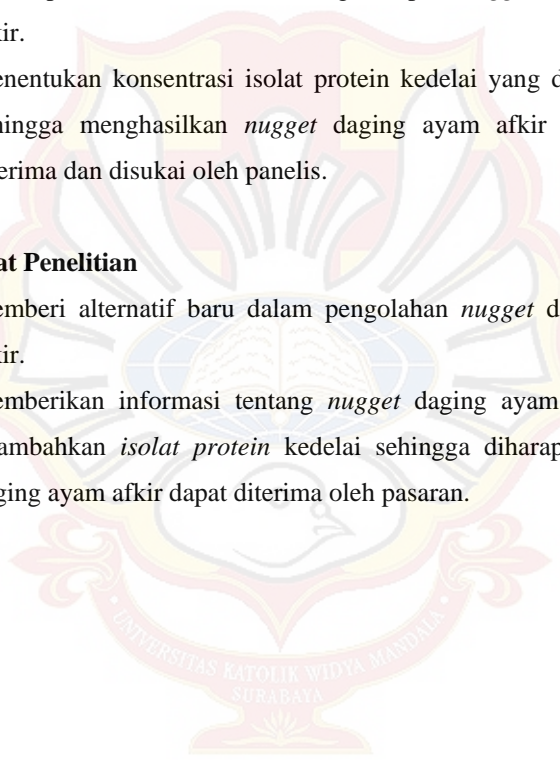 kir.
enentukan konsentrasi isolat protein kedelai yang d
hingga menghasilkan nugget daging ayam afkir
erima dan disukai oleh panelis.
at Penelitian
emberi alternatif baru dalam pengolahan nugget d
kir.
emberikan informasi tentang nugget daging ayam
ambahkan isolat protein kedelai sehingga diharap
ging ayam afkir dapat diterima oleh pasaran.
UNIVERSITAS KATOLIK WIDYA MANDALA
SURABAYA